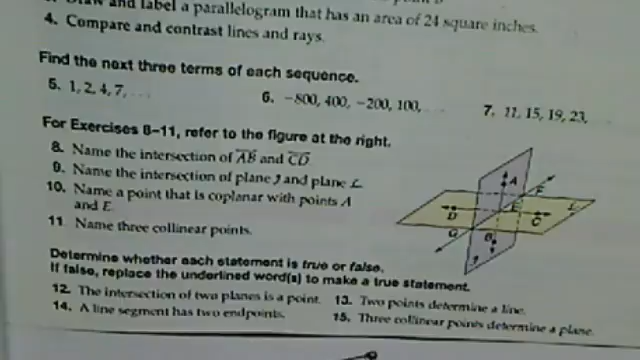 Draw and label a parallelogram that has an area of 24 square inches.
4. Compare and contrast lines and rays.
Find the next three terms of each sequence.
5. 1, 2, 4, 7, . . . 6. −800, 400, −200, 100, . . . 7. 11, 15, 19, 23, . . .
For Exercises 8–11, refer to the figure at the right.
8. Name the intersection of AB and CD.
9. Name the intersection of plane J and plane L.
10. Name a point that is coplanar with points A
and E.
11. Name three collinear points.
A
F
D
E
L
C
G
B
J
Determine whether each statement is true or false.
If false, replace the underlined word(s) to make a true statement.
12. The intersection of two planes is a point. 13. Two points determine a line.
14. A line segment has two endpoints. 15. Three collinear points determine a plane.